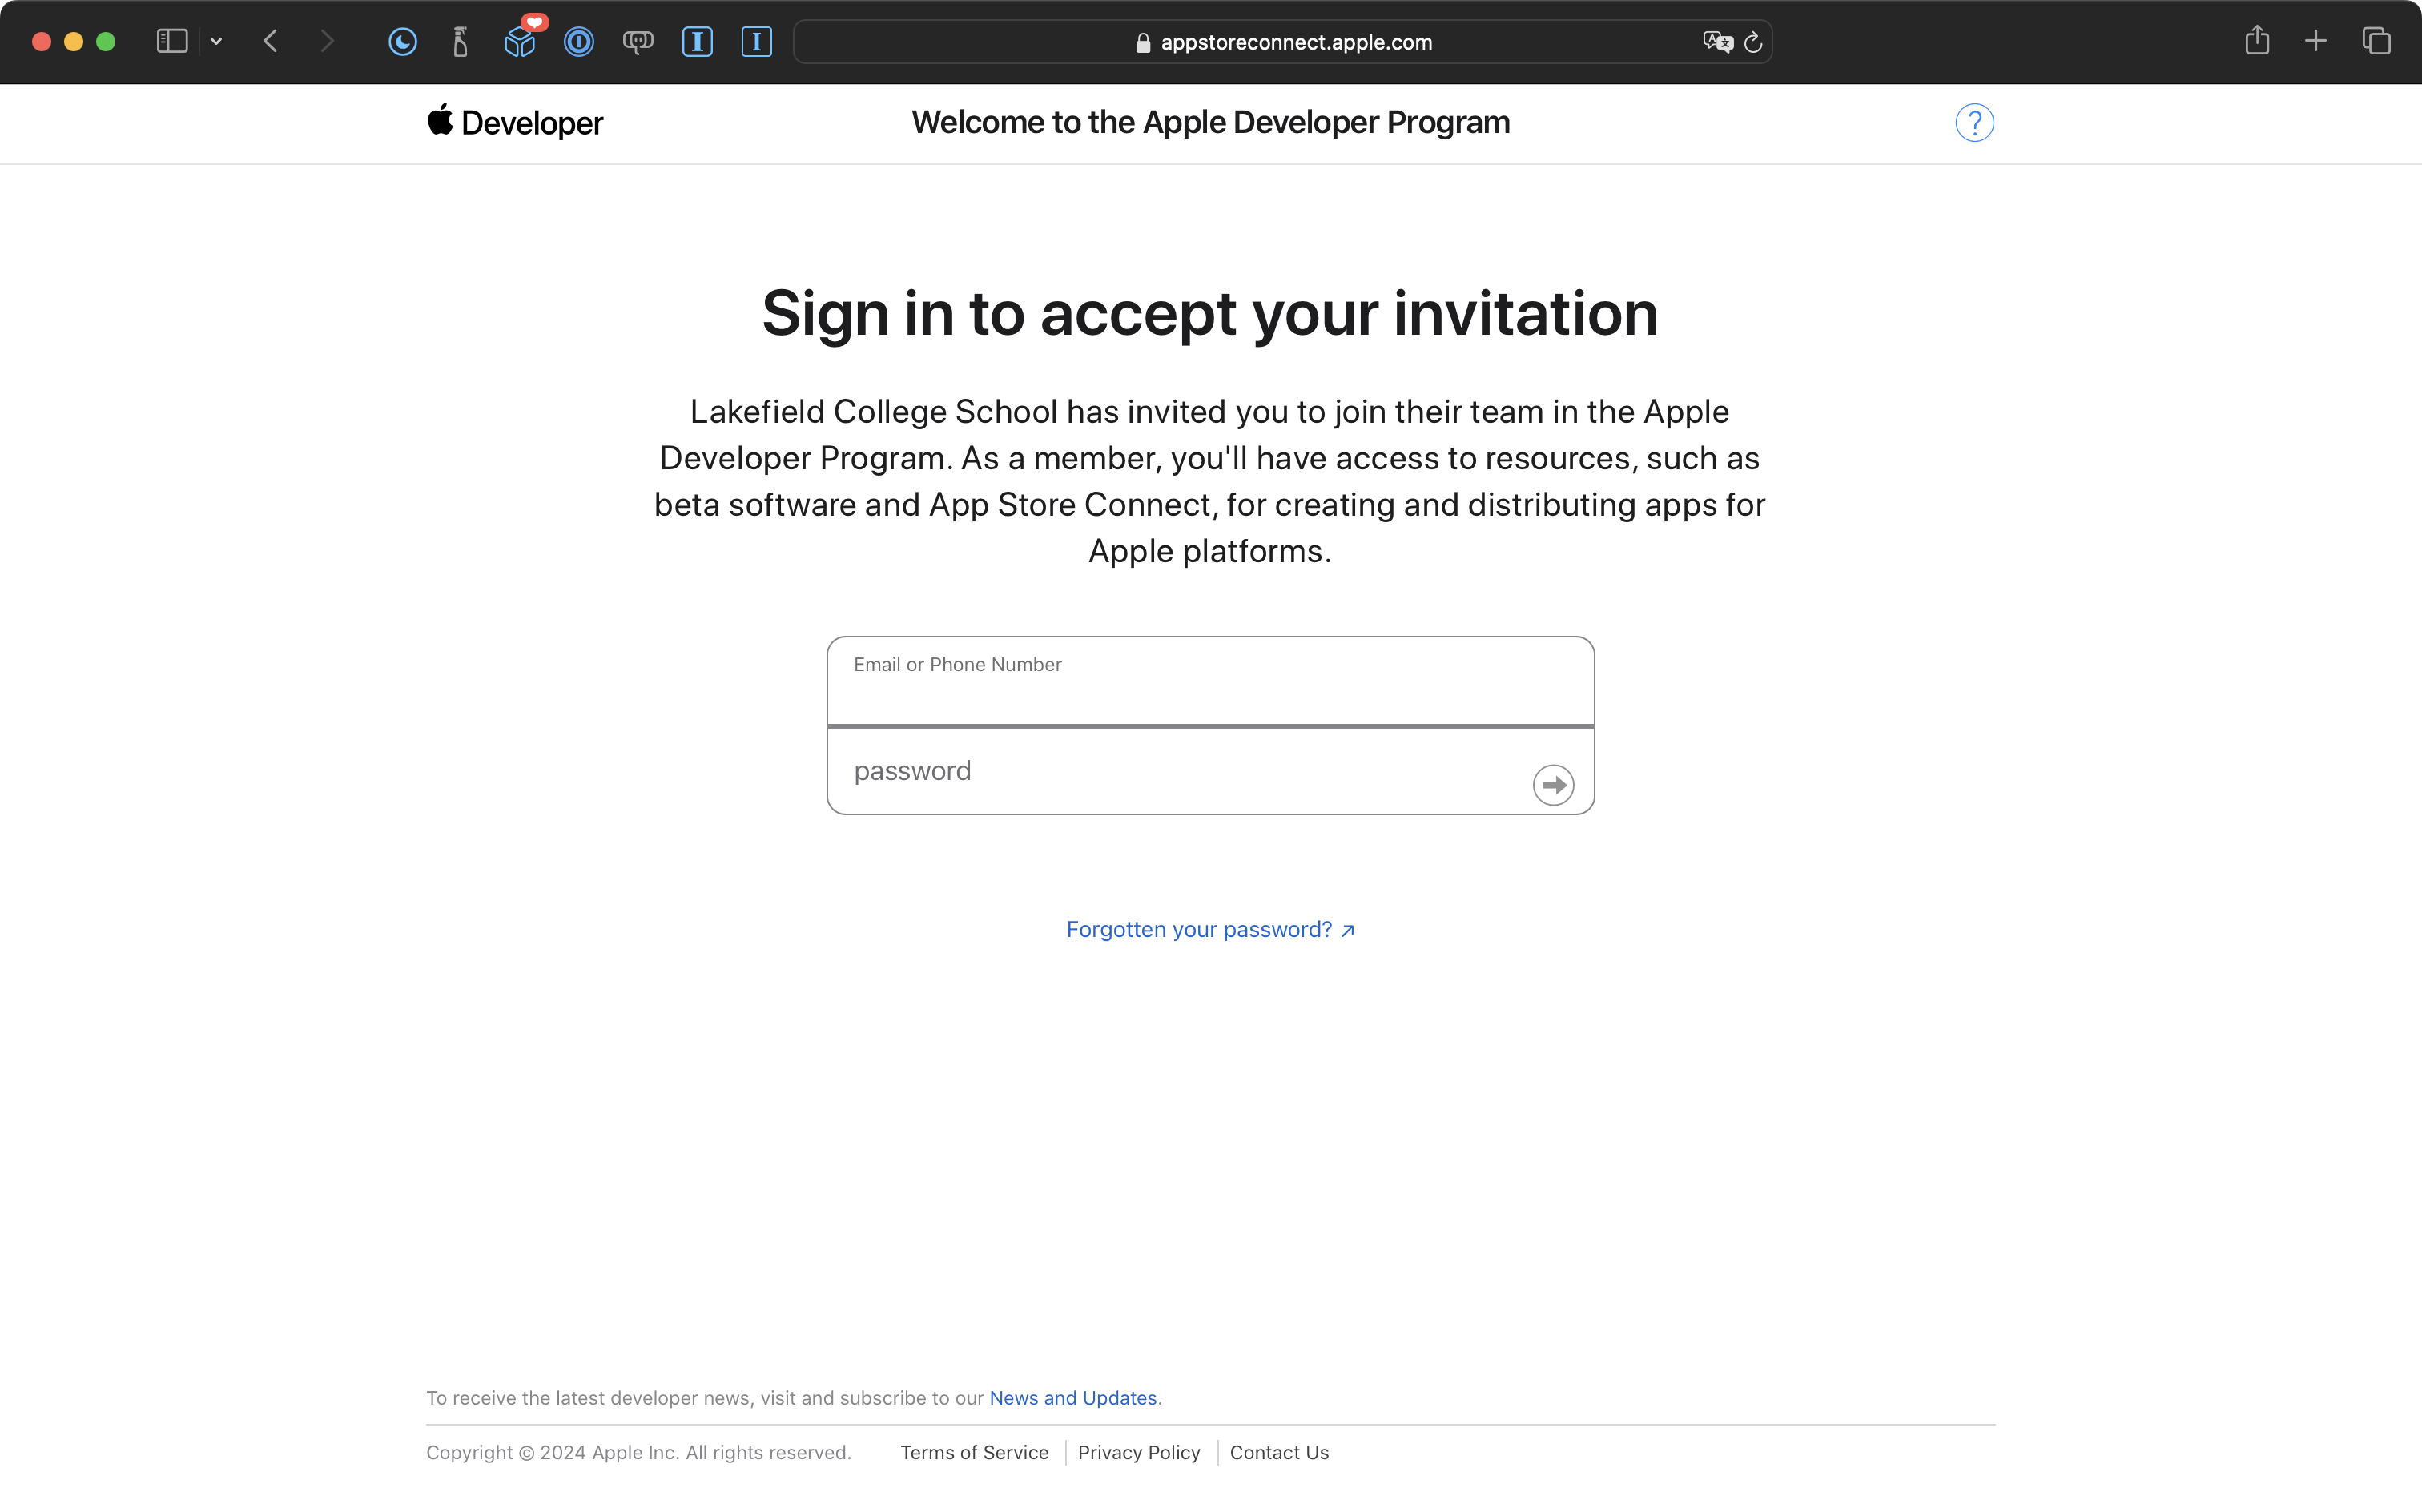 appstoreconnect.apple.com
Developer
Welcome to the Apple Developer Program
?
Sign in to accept your invitation
Lakefield College School has invited you to join their team in the Apple
Developer Program. As a member, you'll have access to resources, such as
beta software and App Store Connect, for creating and distributing apps for
Apple platforms.
Email or Phone Number
password
Forgotten your password? ↗
To receive the latest developer news, visit and subscribe to our News and Updates.
Copyright © 2024 Apple Inc. All rights reserved. Terms of Service Privacy Policy Contact Us